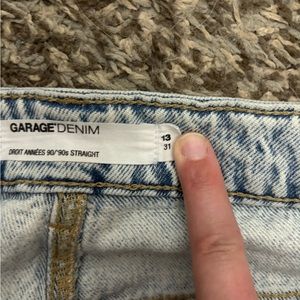 GARAGE DENIM
13
31
DROIT ANNÉES 90/'90s STRAIGHT